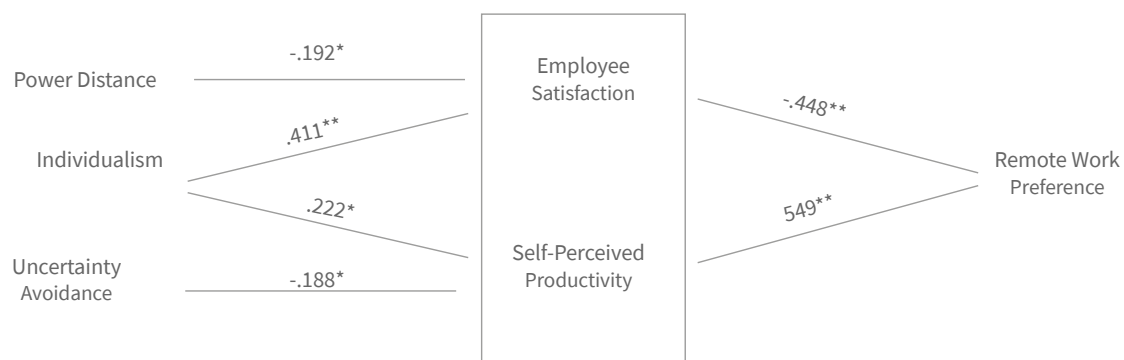 -.192*
Power Distance
Employee
Satisfaction
-.448**
.411**
Individualism
Remote Work
Preference
.222*
549**
Self-Perceived
Productivity
Uncertainty
Avoidance
-.188*